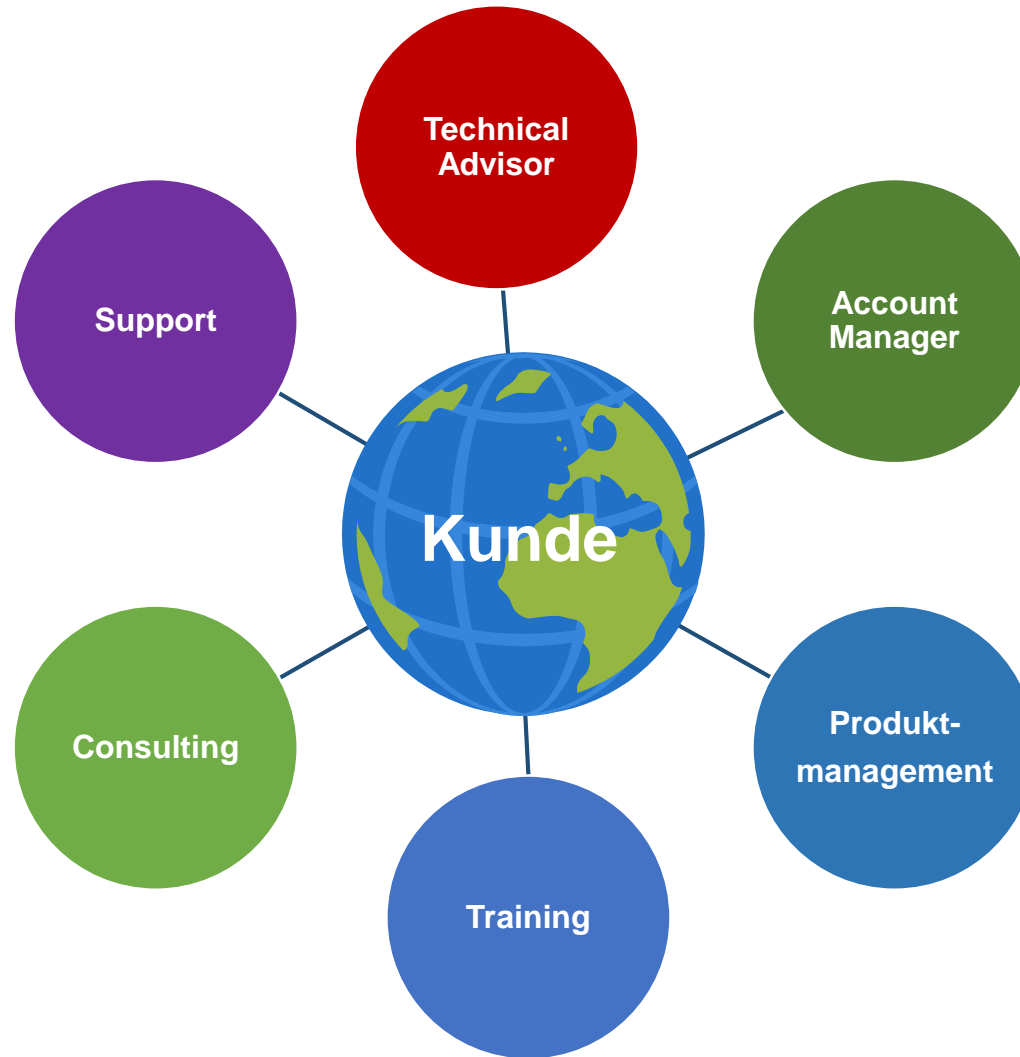 Technical
Advisor
Support
Account
Manager
Kunde
Consulting
Produkt-
management
Training